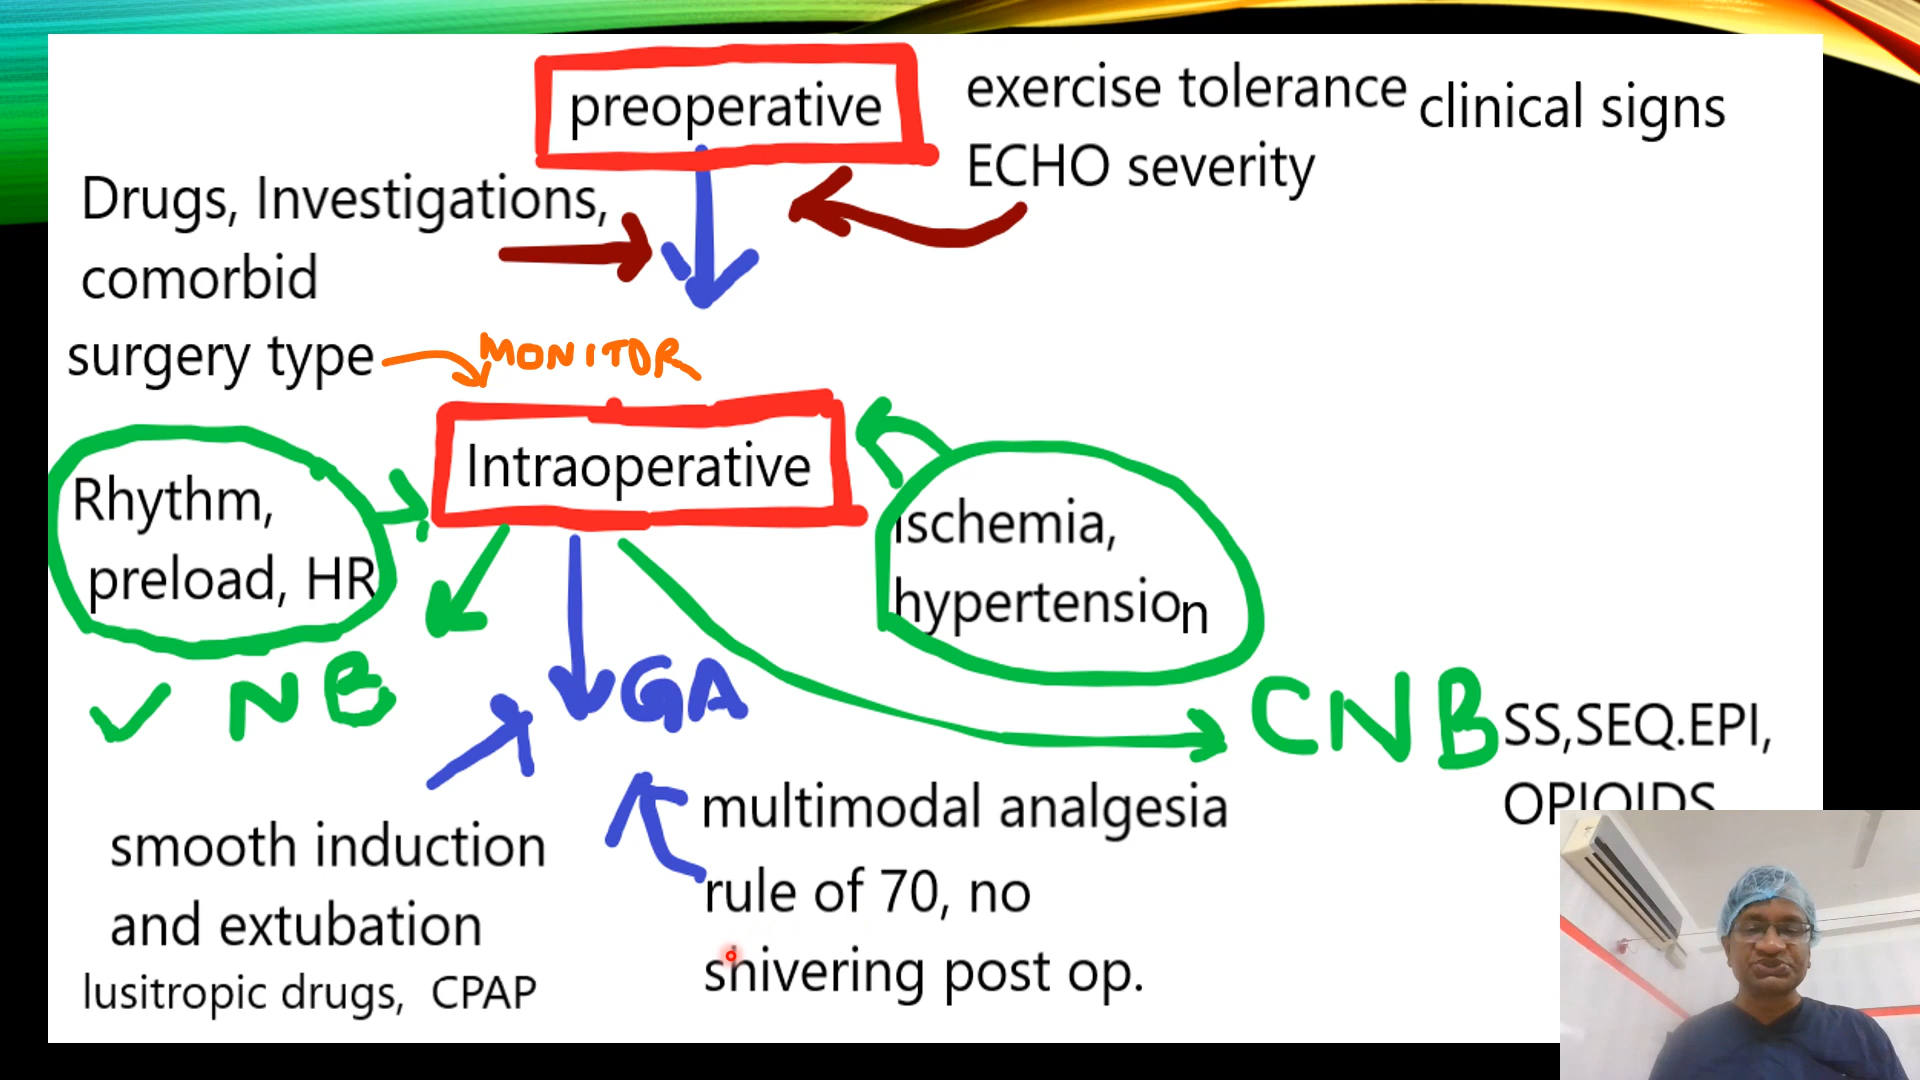 preoperative
exercise tolerance
clinical signs
ECHO severity
Drugs, Investigations,
comorbid
surgery type
MONITOR
Intraoperative
Rhythm,
preload, HR
Ischemia,
hypertension
NB
GA
CNB
SS,SEQ.EPI,
OPIOIDS
multimodal analgesia
rule of 70, no
shivering post op.
smooth induction
and extubation
lusitropic drugs, CPAP